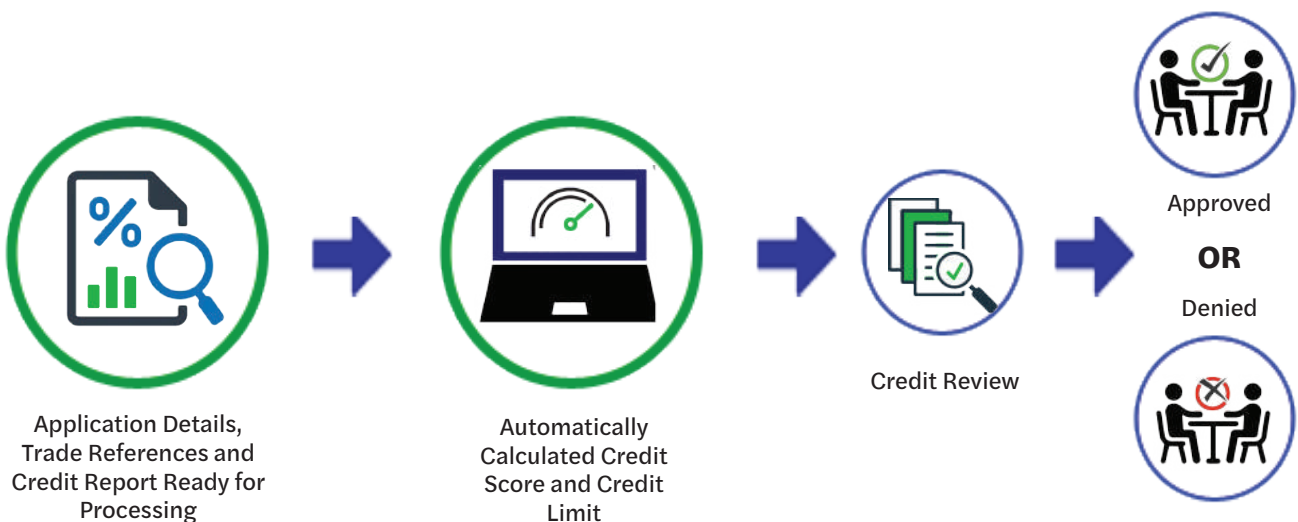 Application Details,
Trade References and
Credit Report Ready for
Processing
Automatically
Calculated Credit
Score and Credit
Limit
Credit Review
Approved
OR
Denied
%